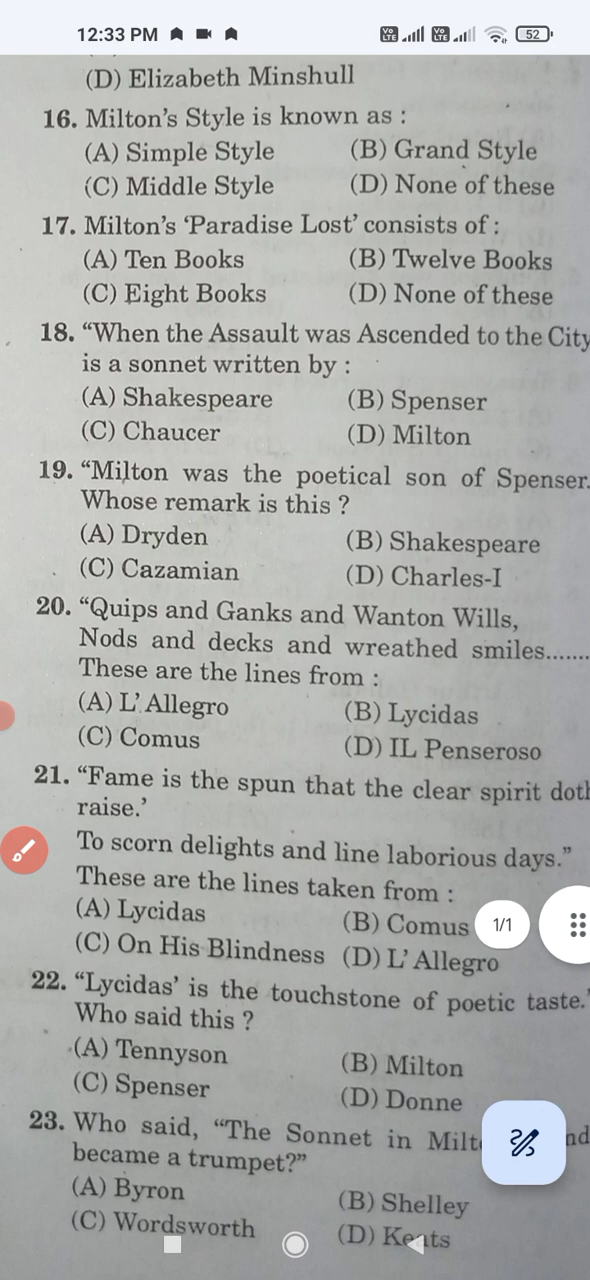 12:33 PM
Vo LTE Vo LTE 52
(D) Elizabeth Minshull
16. Milton's Style is known as :
(A) Simple Style (B) Grand Style
(C) Middle Style (D) None of these
17. Milton's 'Paradise Lost' consists of :
(A) Ten Books (B) Twelve Books
(C) Eight Books (D) None of these
18. "When the Assault was Ascended to the City
is a sonnet written by :
(A) Shakespeare (B) Spenser
(C) Chaucer (D) Milton
19. "Milton was the poetical son of Spenser.
Whose remark is this ?
(A) Dryden (B) Shakespeare
(C) Cazamian (D) Charles-I
20. "Quips and Ganks and Wanton Wills,
Nods and decks and wreathed smiles.......
These are the lines from :
(A) L' Allegro (B) Lycidas
(C) Comus (D) IL Penseroso
21. "Fame is the spun that the clear spirit doth
raise.'
To scorn delights and line laborious days."
These are the lines taken from :
(A) Lycidas (B) Comus
1/1
(C) On His Blindness (D) L' Allegro
22. "Lycidas' is the touchstone of poetic taste."
Who said this ?
(A) Tennyson (B) Milton
(C) Spenser (D) Donne
23. Who said, "The Sonnet in Milt nd
became a trumpet?"
(A) Byron (B) Shelley
(C) Wordsworth (D) Keats